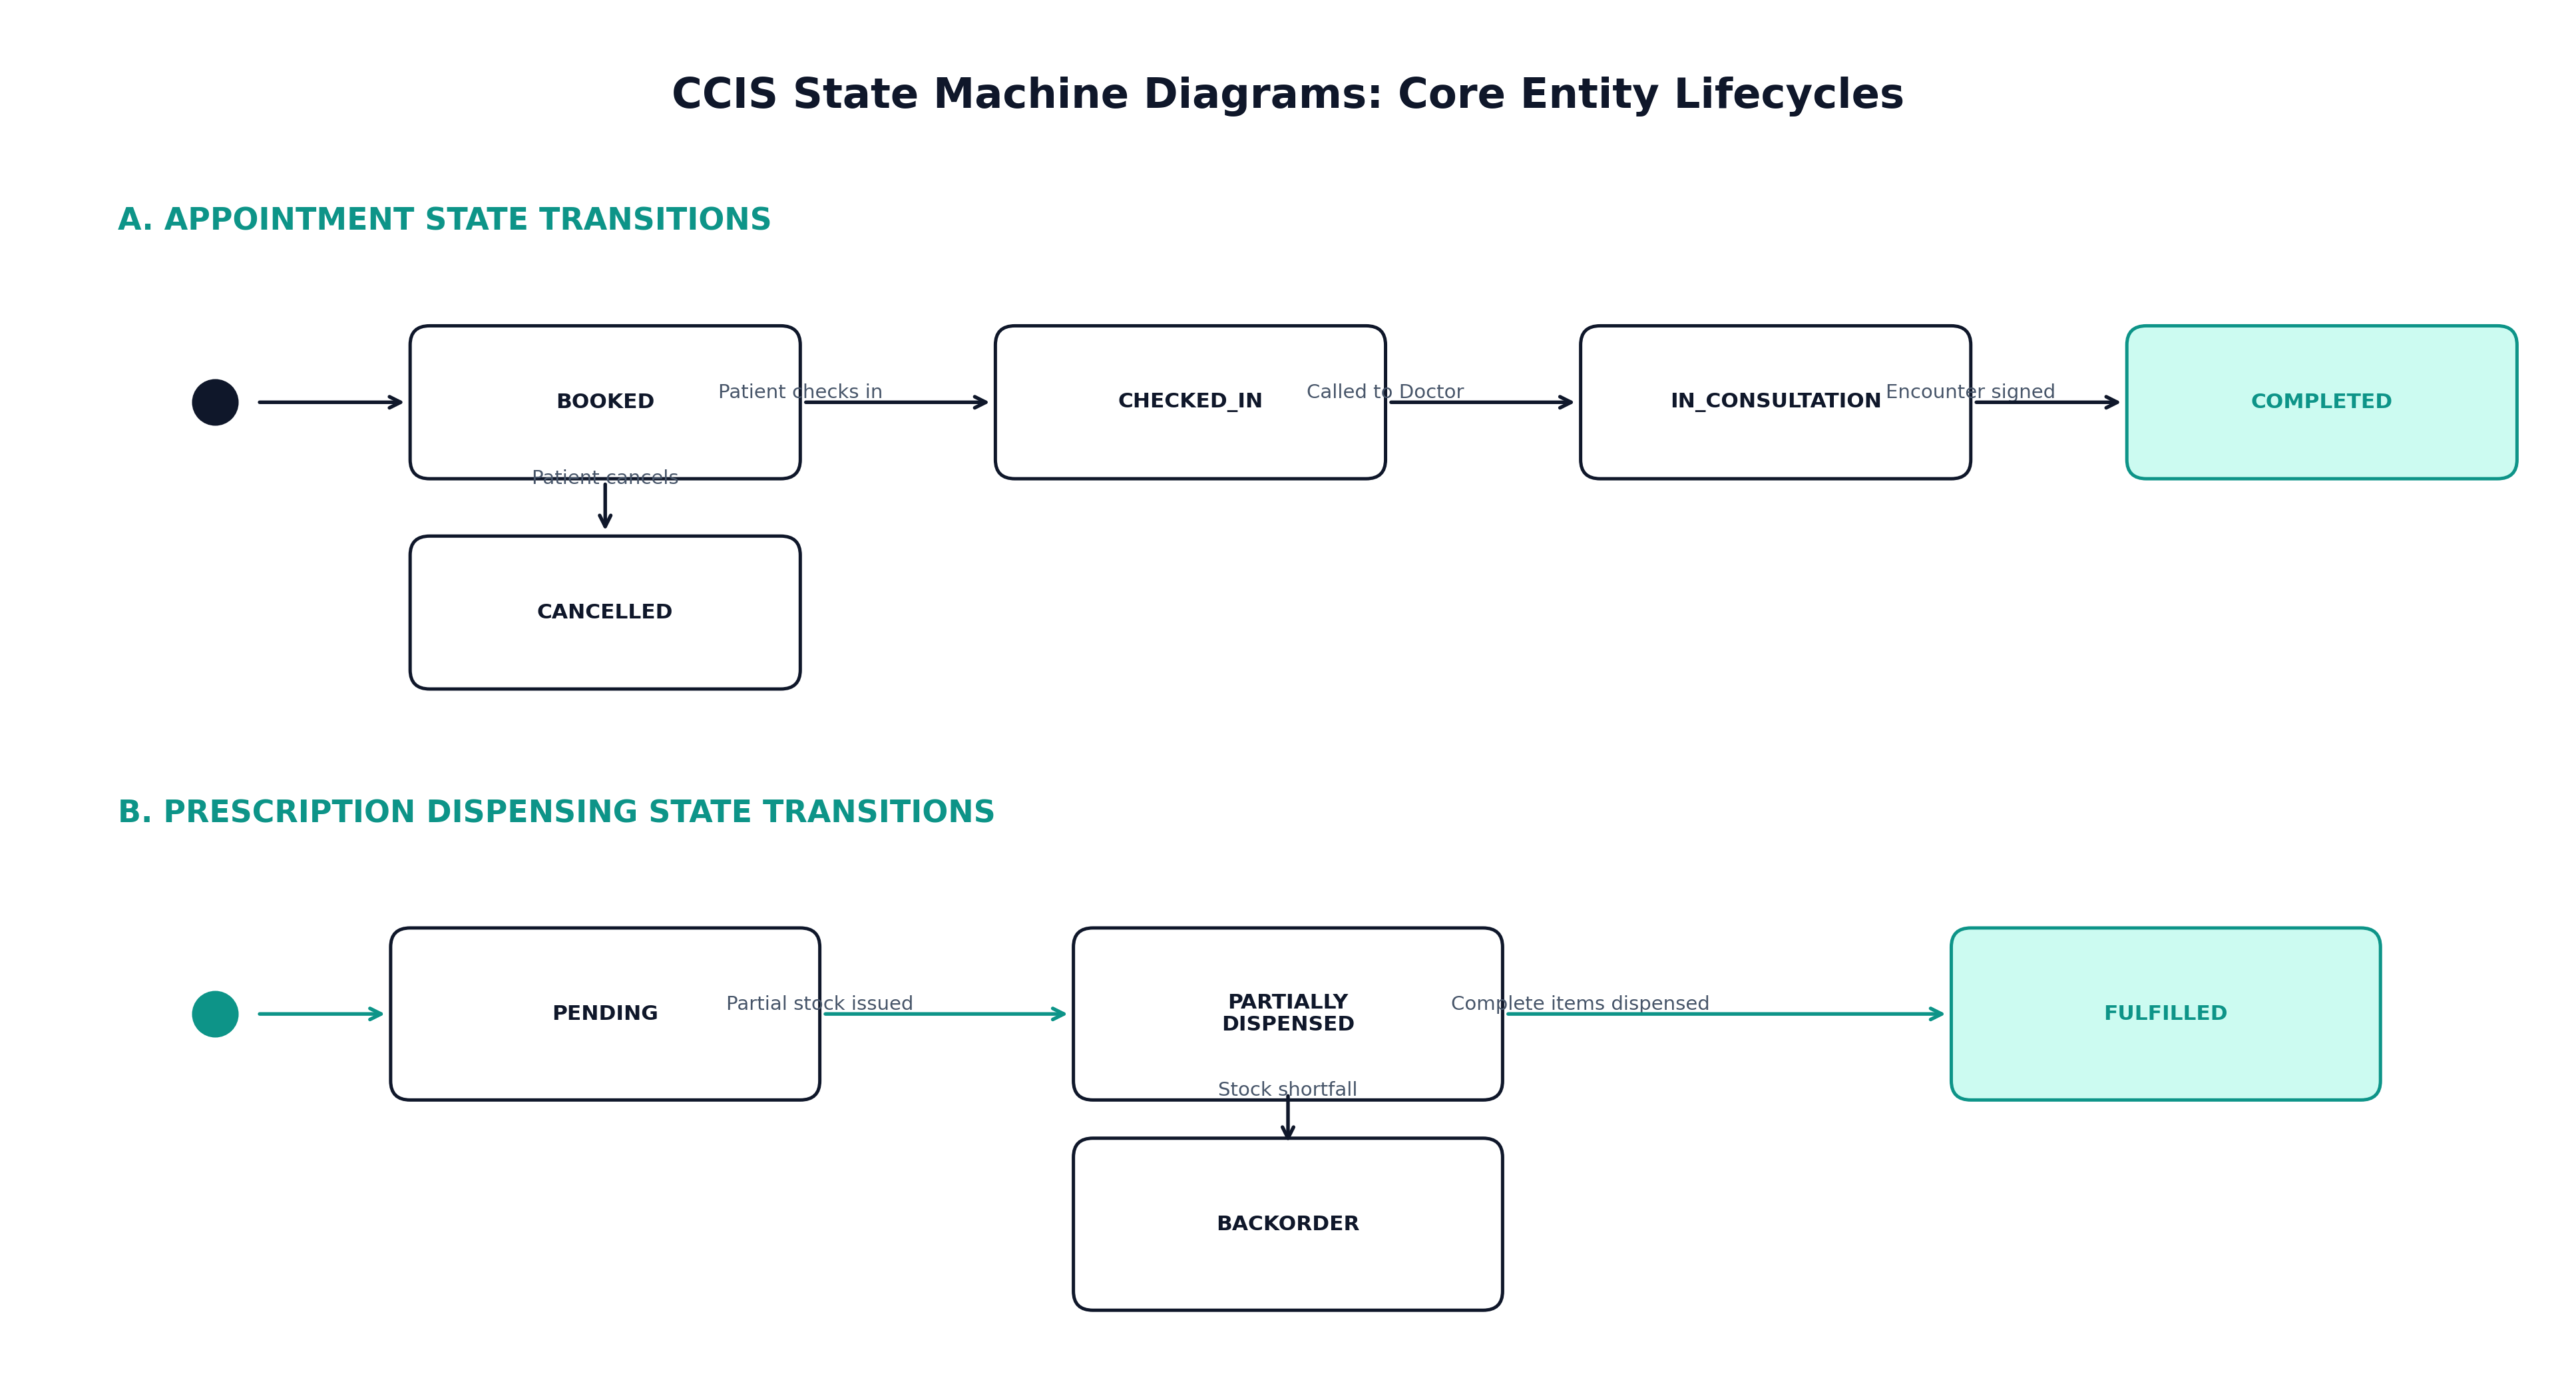 CCIS State Machine Diagrams: Core Entity Lifecycles
A. APPOINTMENT STATE TRANSITIONS
BOOKED
Patient checks in
CHECKED_IN
Called to Doctor
IN_CONSULTATION
Encounter signed
COMPLETED
Patient cancels
CANCELLED
B. PRESCRIPTION DISPENSING STATE TRANSITIONS
PENDING
Partial stock issued
PARTIALLY
DISPENSED
Complete items dispensed
FULFILLED
Stock shortfall
BACKORDER